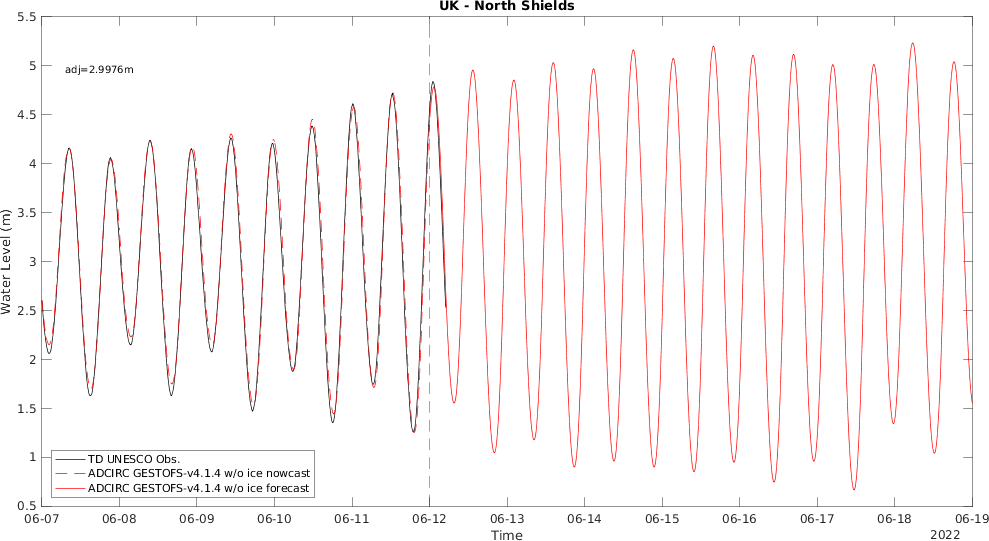 UK - North Shields
5.5
5
4.5
4
3.5
3
2.5
2
1.5
1
0.5
Water Level (m)
adj=2.9976m
TD UNESCO Obs.
ADCIRC GESTOFS-v4.1.4 w/o ice nowcast
ADCIRC GESTOFS-v4.1.4 w/o ice forecast
06-07 06-08 06-09 06-10 06-11 06-12 06-13 06-14 06-15 06-16 06-17 06-18 06-19
Time
2022